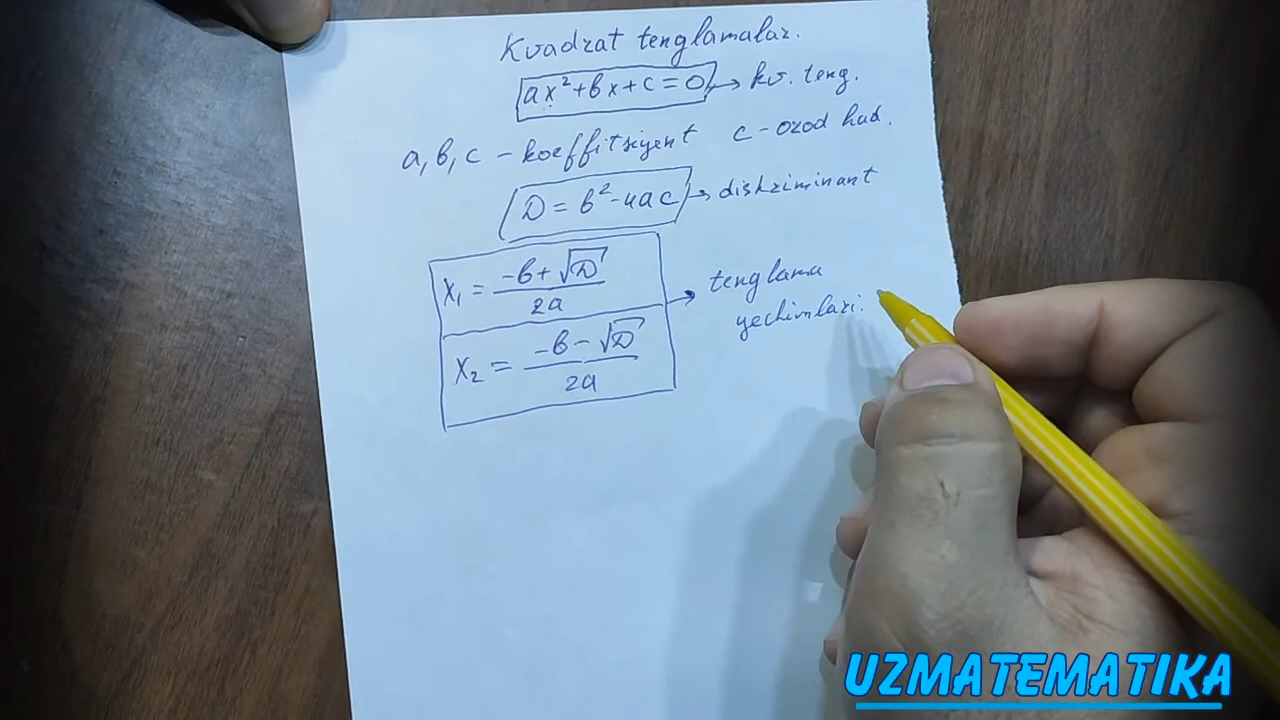 Kvadrat tenglamalar.
ax²+bx+c=0 → kv. teng.
a, b, c – koeffitsiyent c – ozod had.
D = b²-4ac → diskriminant
x₁ = (-b+√D)/2a
x₂ = (-b-√D)/2a
→ tenglama
yechimlari.
UZMATEMATIKA